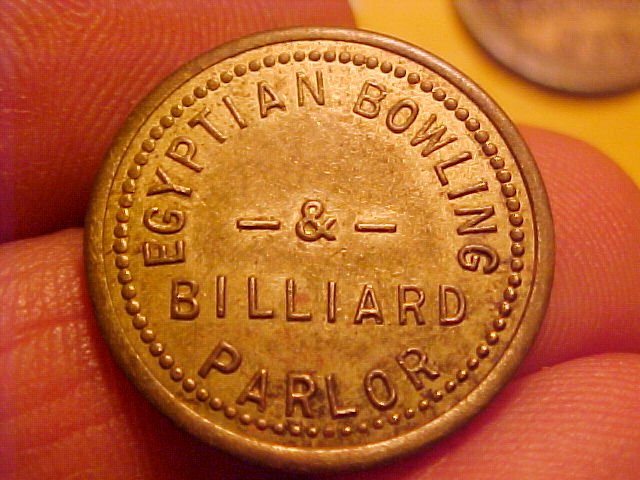 EGYPTIAN BOWLING
— & —
BILLIARD
PARLOR